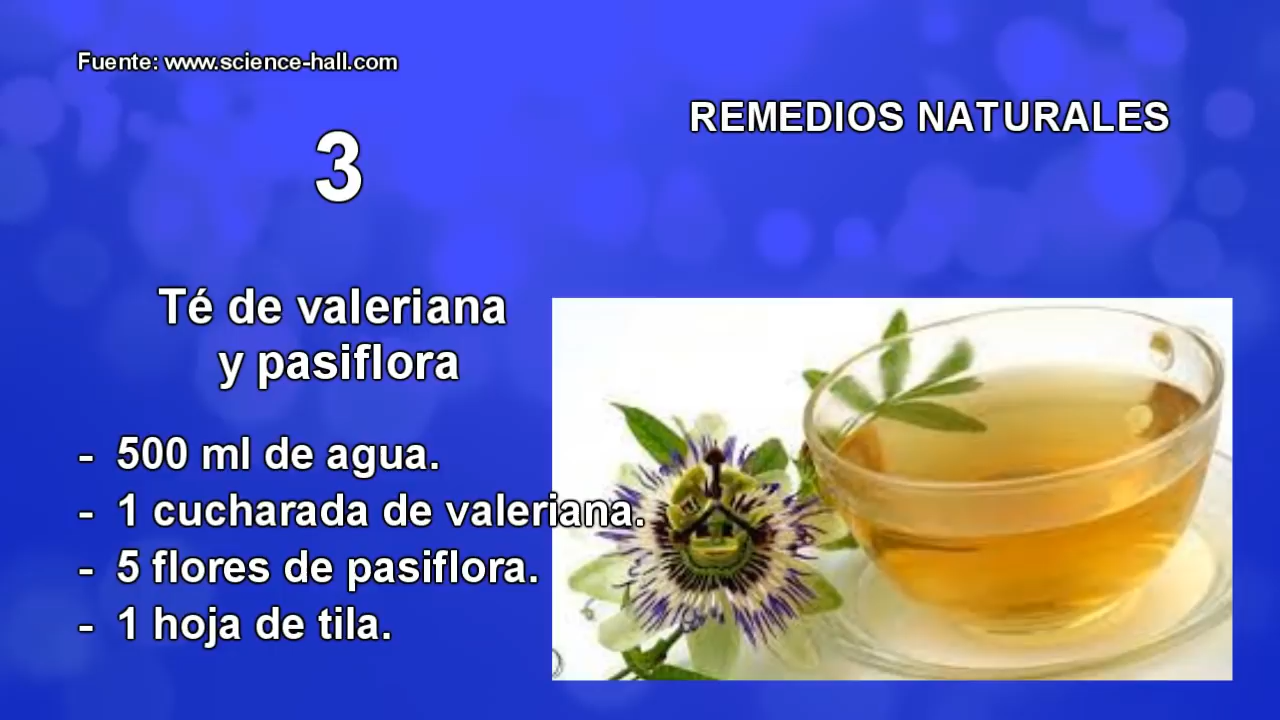 Fuente: www.science-hall.com
REMEDIOS NATURALES
3
Té de valeriana
y pasiflora
- 500 ml de agua.
- 1 cucharada de valeriana.
- 5 flores de pasiflora.
- 1 hoja de tila.